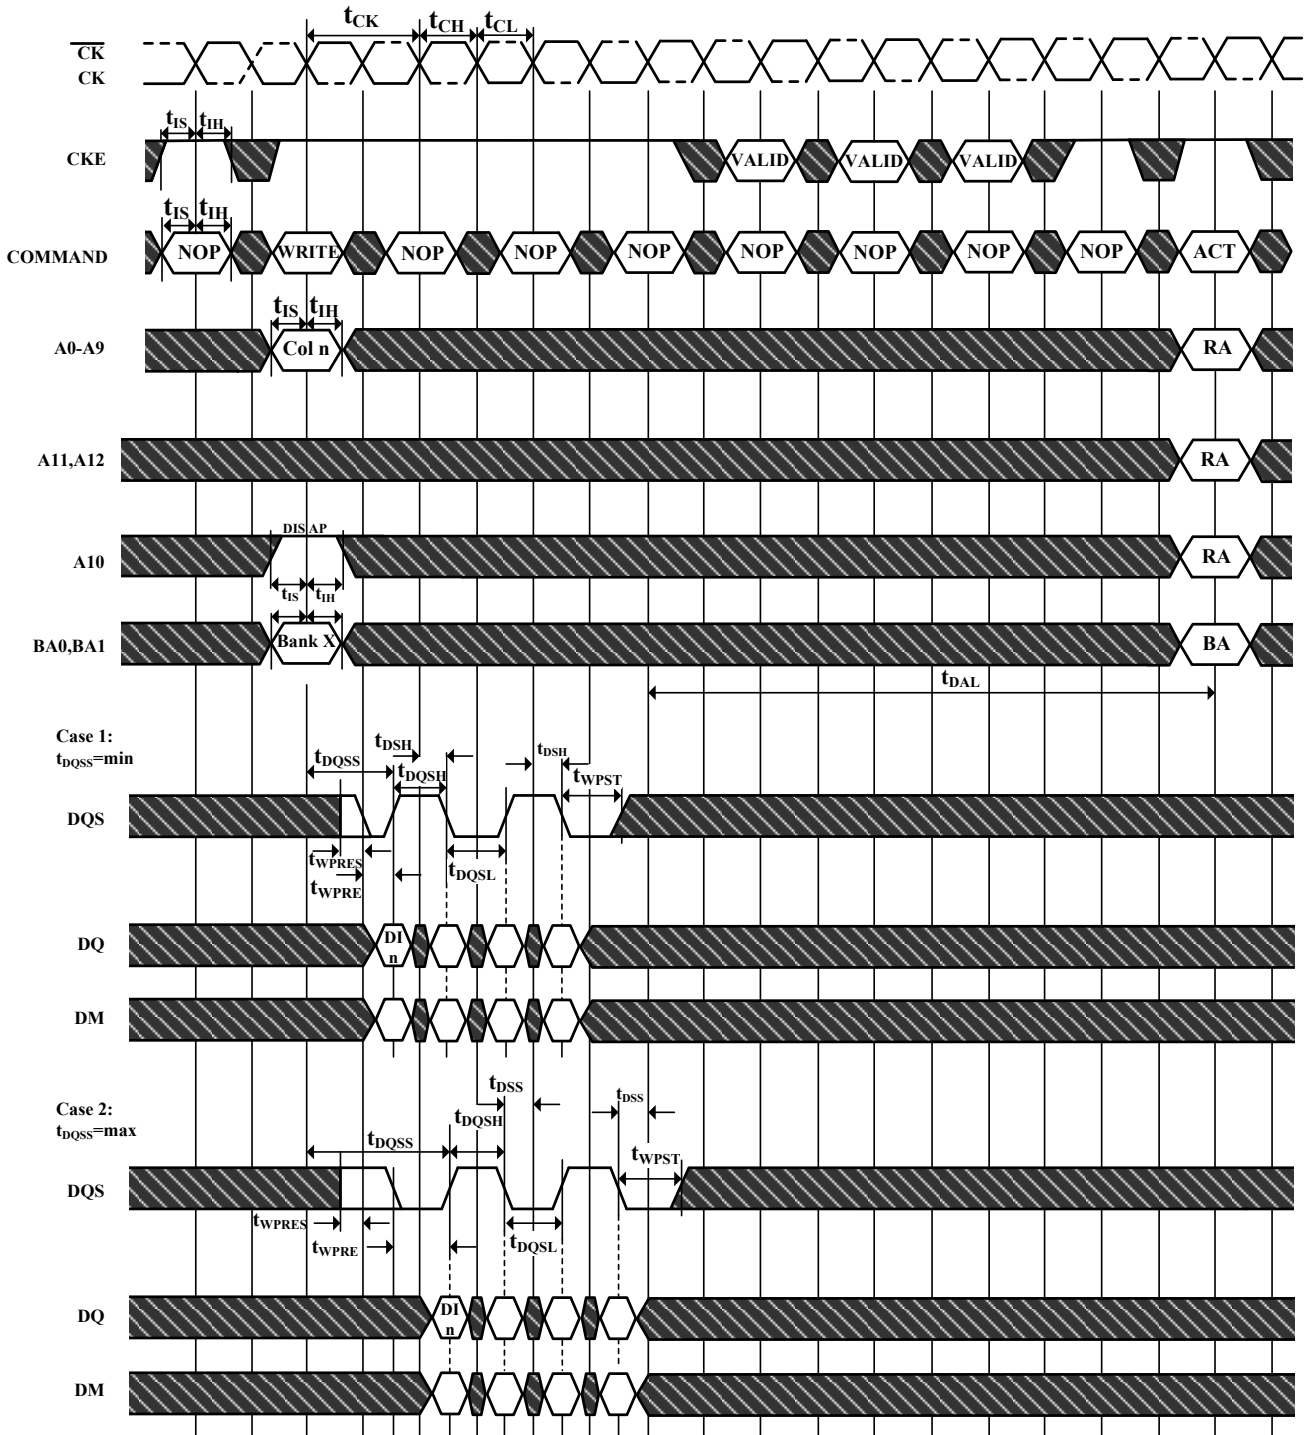 tCK tCH tCL
CK
CK
tIS tIH
CKE VALID VALID VALID
tIS tIH
COMMAND NOP WRITE NOP NOP NOP NOP NOP NOP NOP ACT
tIS tIH
A0-A9 Col n RA
A11,A12 RA
DIS AP
A10 RA
tIS tIH
BA0,BA1 Bank X BA
tDAL
Case 1:
tDQSS=min
tDSH tDSH
tDQSS tDQSH tWPST
DQS
tWPRES
tDQSL
tWPRE
DQ DI
n
DM
tDSS tDSS
Case 2:
tDQSS=max
tDQSH
tDQSS tWPST
DQS
tWPRES
tWPRE tDQSL
DQ DI
n
DM